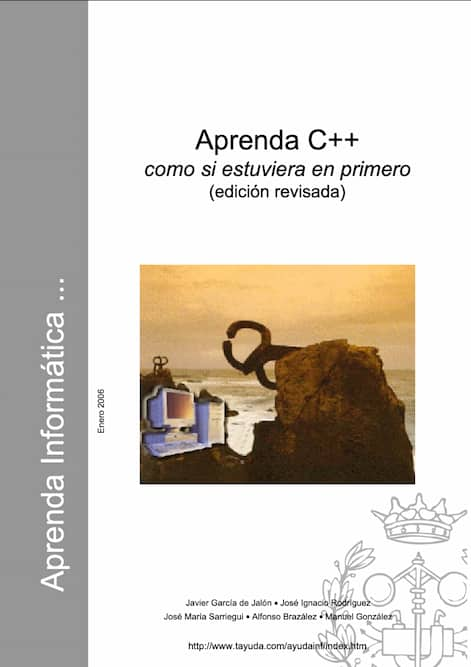 Aprenda C++
como si estuviera en primero
(edición revisada)
Aprenda Informática ...
Enero 2006
Javier García de Jalón • José Ignacio Rodríguez
José María Sarriegui • Alfonso Brazález • Manuel González
http://www.tayuda.com/ayudainf/index.htm